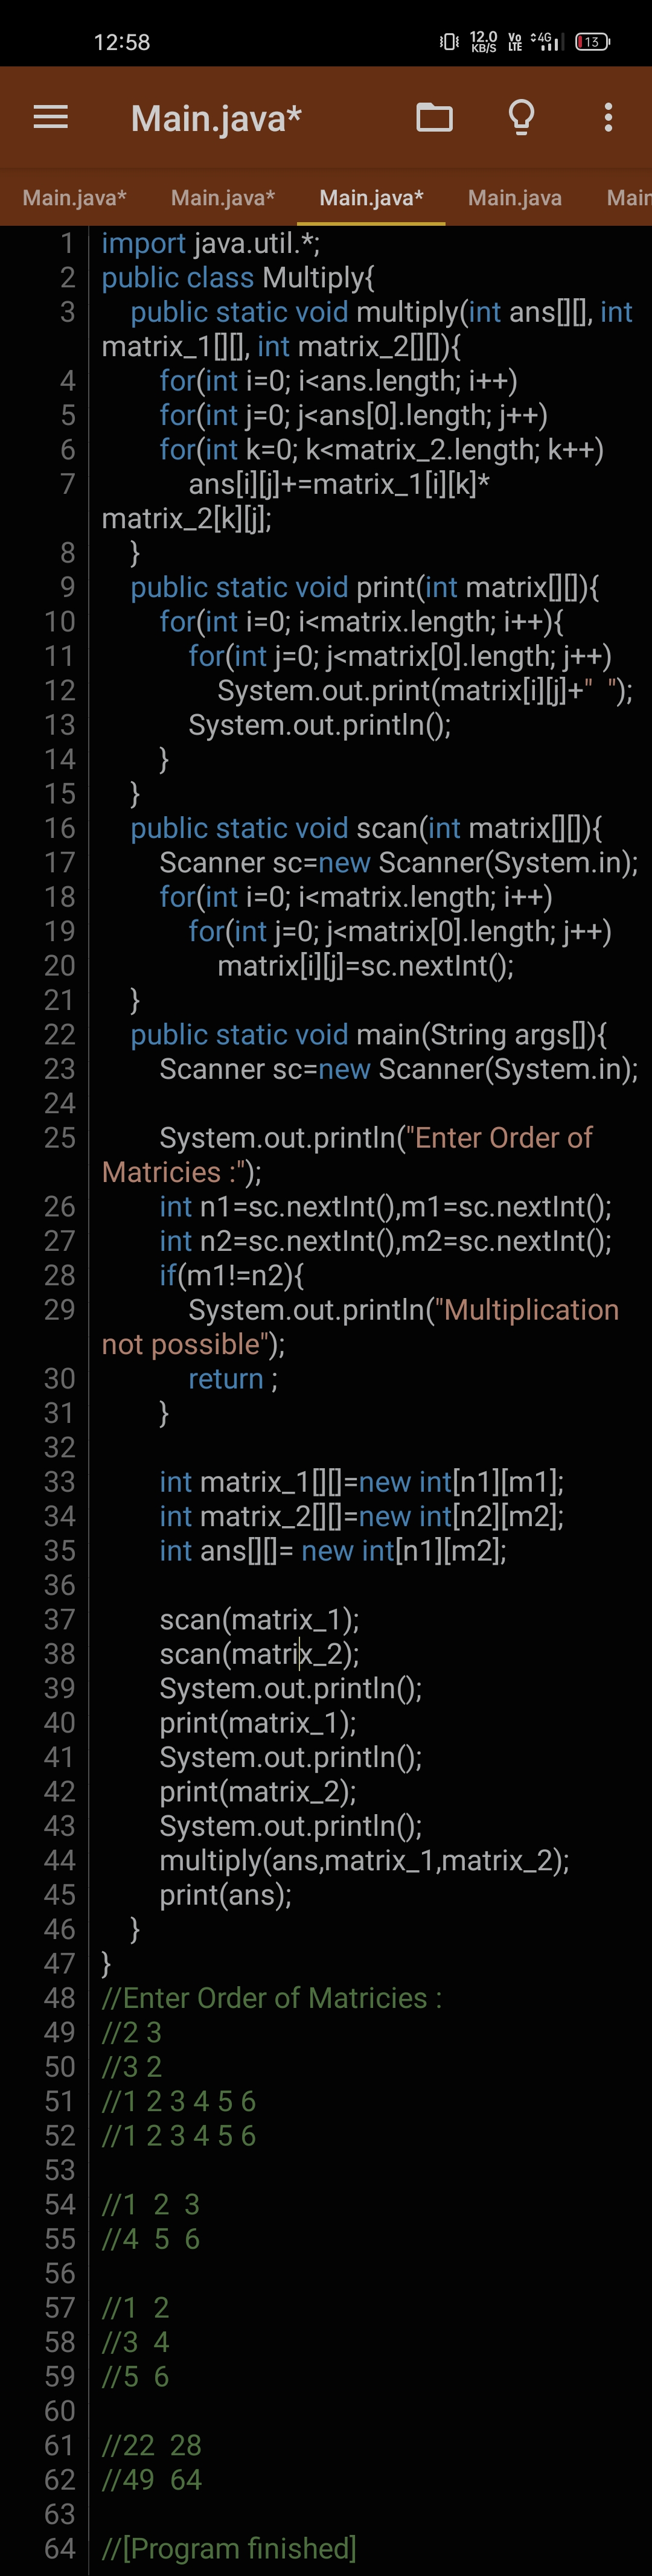 12:58 12.0 KB/S Vo LTE 4G 13
Main.java*
Main.java* Main.java* Main.java* Main.java Main
1 import java.util.*;
2 public class Multiply{
3 public static void multiply(int ans[][], int
matrix_1[][], int matrix_2[][]){
4 for(int i=0; i<ans.length; i++)
5 for(int j=0; j<ans[0].length; j++)
6 for(int k=0; k<matrix_2.length; k++)
7 ans[i][j]+=matrix_1[i][k]*
matrix_2[k][j];
8 }
9 public static void print(int matrix[][]){
10 for(int i=0; i<matrix.length; i++){
11 for(int j=0; j<matrix[0].length; j++)
12 System.out.print(matrix[i][j]+"  ");
13 System.out.println();
14 }
15 }
16 public static void scan(int matrix[][]){
17 Scanner sc=new Scanner(System.in);
18 for(int i=0; i<matrix.length; i++)
19 for(int j=0; j<matrix[0].length; j++)
20 matrix[i][j]=sc.nextInt();
21 }
22 public static void main(String args[]){
23 Scanner sc=new Scanner(System.in);
24
25 System.out.println("Enter Order of
Matricies :");
26 int n1=sc.nextInt(),m1=sc.nextInt();
27 int n2=sc.nextInt(),m2=sc.nextInt();
28 if(m1!=n2){
29 System.out.println("Multiplication
not possible");
30 return ;
31 }
32
33 int matrix_1[][]=new int[n1][m1];
34 int matrix_2[][]=new int[n2][m2];
35 int ans[][]= new int[n1][m2];
36
37 scan(matrix_1);
38 scan(matrix_2);
39 System.out.println();
40 print(matrix_1);
41 System.out.println();
42 print(matrix_2);
43 System.out.println();
44 multiply(ans,matrix_1,matrix_2);
45 print(ans);
46 }
47 }
48 //Enter Order of Matricies :
49 //2 3
50 //3 2
51 //1 2 3 4 5 6
52 //1 2 3 4 5 6
53
54 //1  2  3
55 //4  5  6
56
57 //1  2
58 //3  4
59 //5  6
60
61 //22  28
62 //49  64
63
64 //[Program finished]